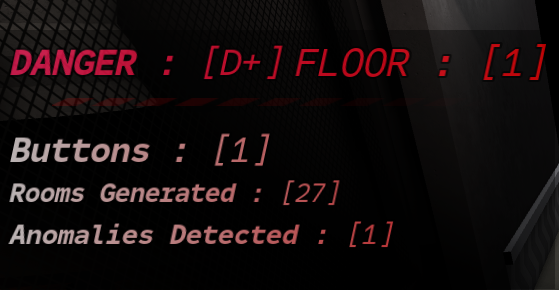 DANGER : [D+] FLOOR : [1]
Buttons : [1]
Rooms Generated : [27]
Anomalies Detected : [1]